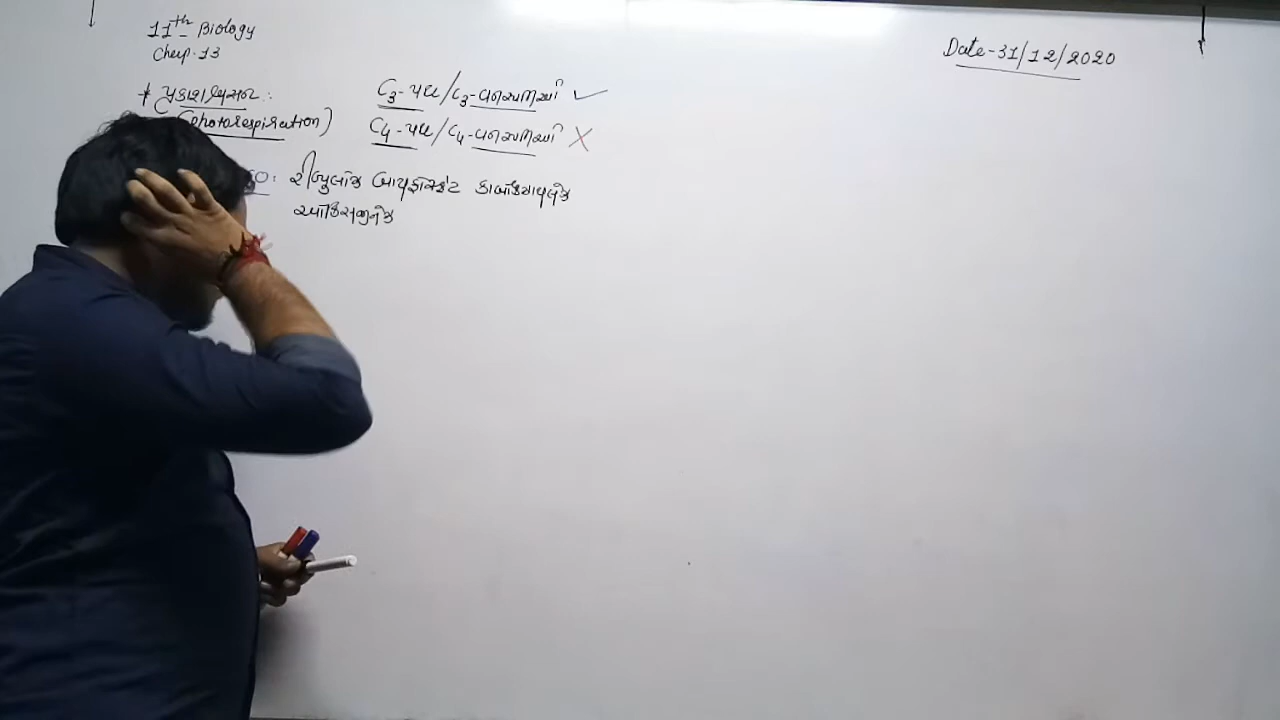 11th Biology
Date-31/12/2020
Chap-13
* પ્રકાશશ્વસન:
(Photorespiration)
C3-પથ/C3-વનસ્પતિઓ ✓
C4-પથ/C4-વનસ્પતિઓ X
O: રીબ્યુલોઝ બાયફોસ્ફેટ કાર્બોક્સાયલેઝ
ઓક્સિજીનેઝ